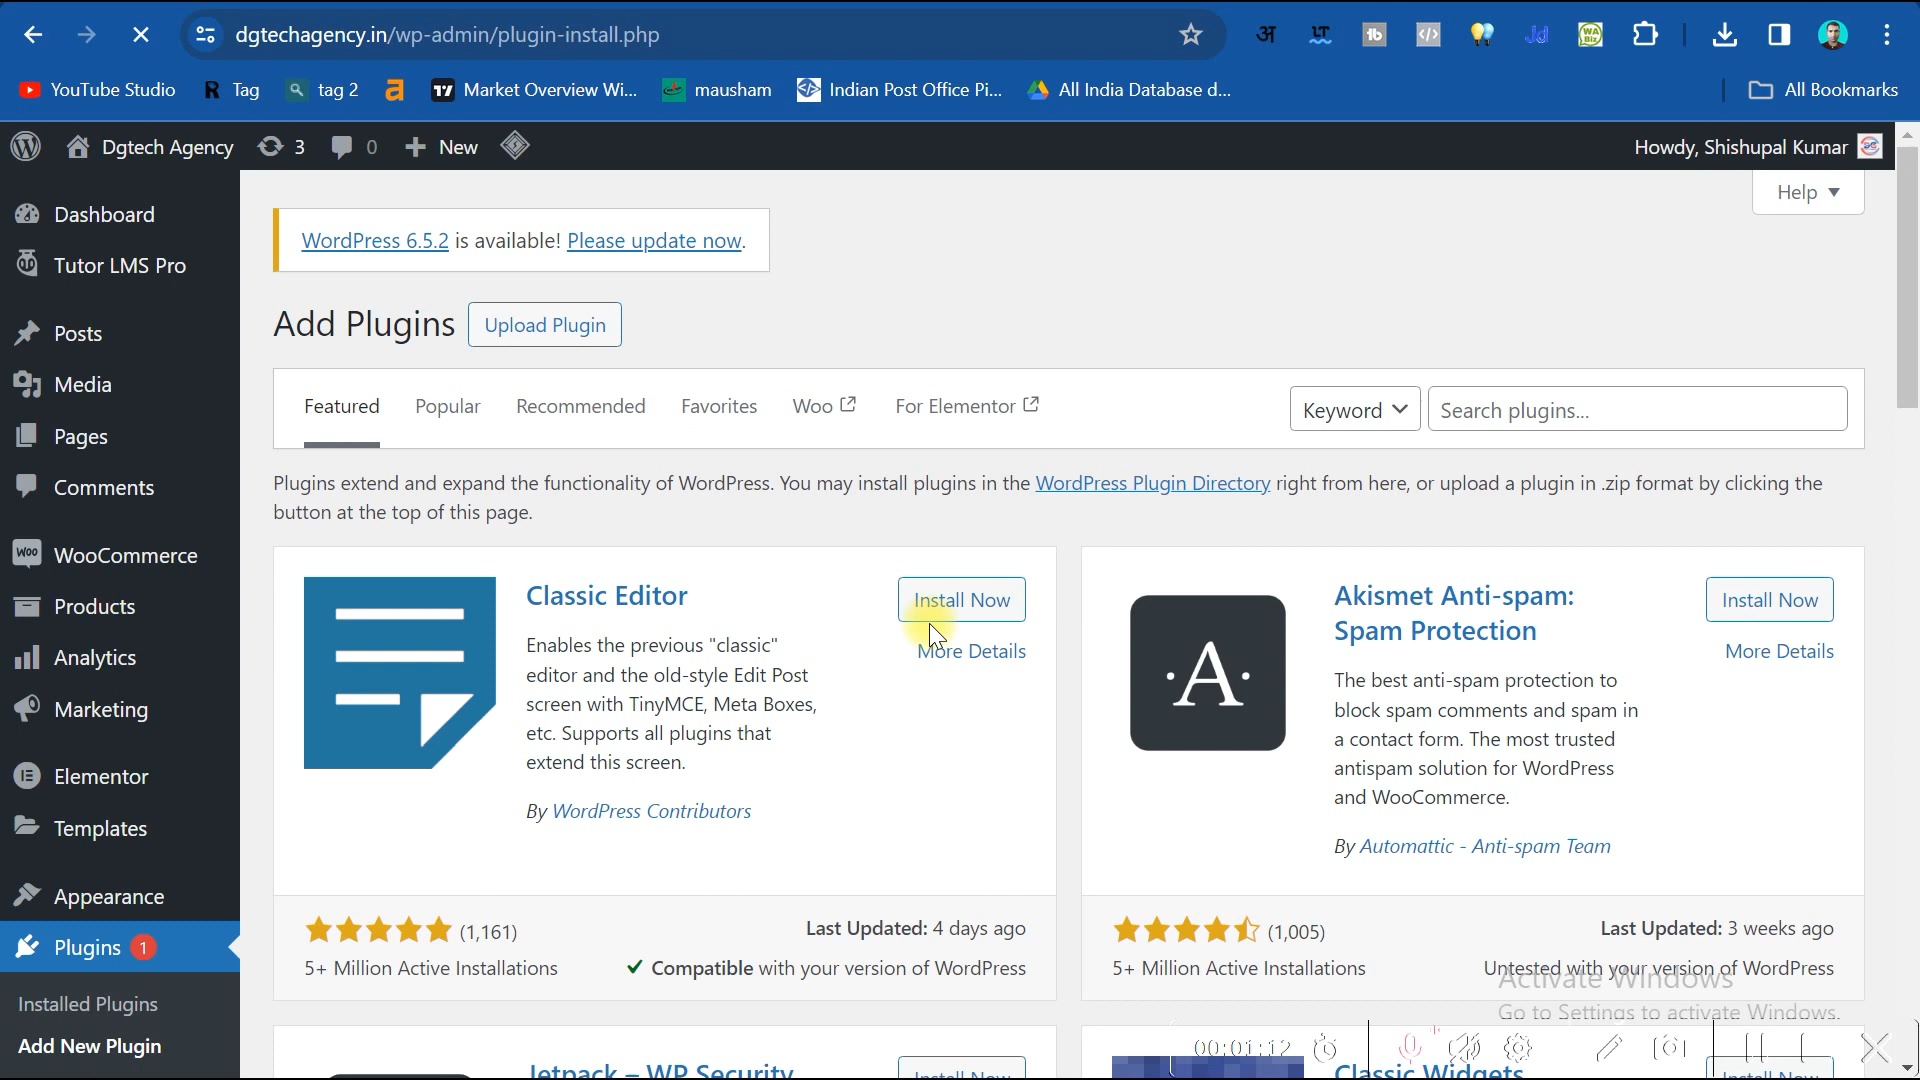 dgtechagency.in/wp-admin/plugin-install.php
YouTube Studio
Tag
tag 2
Market Overview Wi...
mausham
Indian Post Office Pi...
All India Database d...
All Bookmarks
Dgtech Agency
3
0
New
Howdy, Shishupal Kumar
Help
Dashboard
Tutor LMS Pro
Posts
Media
Pages
Comments
WooCommerce
Products
Analytics
Marketing
Elementor
Templates
Appearance
Plugins 1
Installed Plugins
Add New Plugin
WordPress 6.5.2 is available! Please update now.
Add Plugins
Upload Plugin
Featured
Popular
Recommended
Favorites
Woo
For Elementor
Keyword
Search plugins...
Plugins extend and expand the functionality of WordPress. You may install plugins in the WordPress Plugin Directory right from here, or upload a plugin in .zip format by clicking the
button at the top of this page.
Classic Editor
Install Now
More Details
Enables the previous "classic"
editor and the old-style Edit Post
screen with TinyMCE, Meta Boxes,
etc. Supports all plugins that
extend this screen.
By WordPress Contributors
(1,161)
Last Updated: 4 days ago
5+ Million Active Installations
Compatible with your version of WordPress
Akismet Anti-spam:
Spam Protection
Install Now
More Details
The best anti-spam protection to
block spam comments and spam in
a contact form. The most trusted
antispam solution for WordPress
and WooCommerce.
By Automattic - Anti-spam Team
(1,005)
Last Updated: 3 weeks ago
5+ Million Active Installations
Untested with your version of WordPress
Activate Windows
Go to Settings to activate Windows.
Jetpack – WP Security
Install Now
Classic Widgets
Install Now
00:01:12